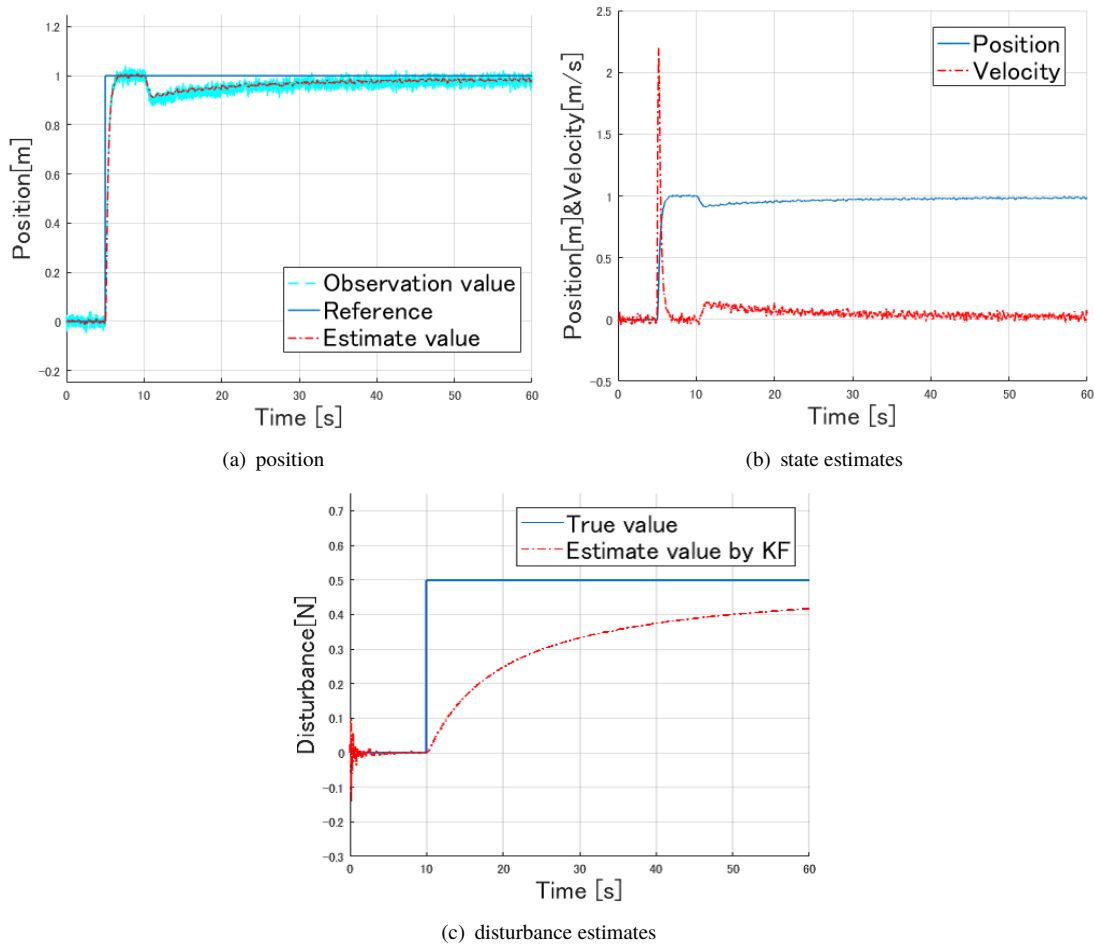 1.2
1
0.8
0.6
0.4
0.2
0
-0.2
Position[m]
Observation value
Reference
Estimate value
0 10 20 30 40 50 60
Time [s]
(a) position
2.5
2
1.5
1
0.5
0
-0.5
Position[m]&Velocity[m/s]
Position
Velocity
0 10 20 30 40 50 60
Time [s]
(b) state estimates
0.7
0.6
0.5
0.4
0.3
0.2
0.1
0
-0.1
-0.2
-0.3
Disturbance[N]
True value
Estimate value by KF
0 10 20 30 40 50 60
Time [s]
(c) disturbance estimates